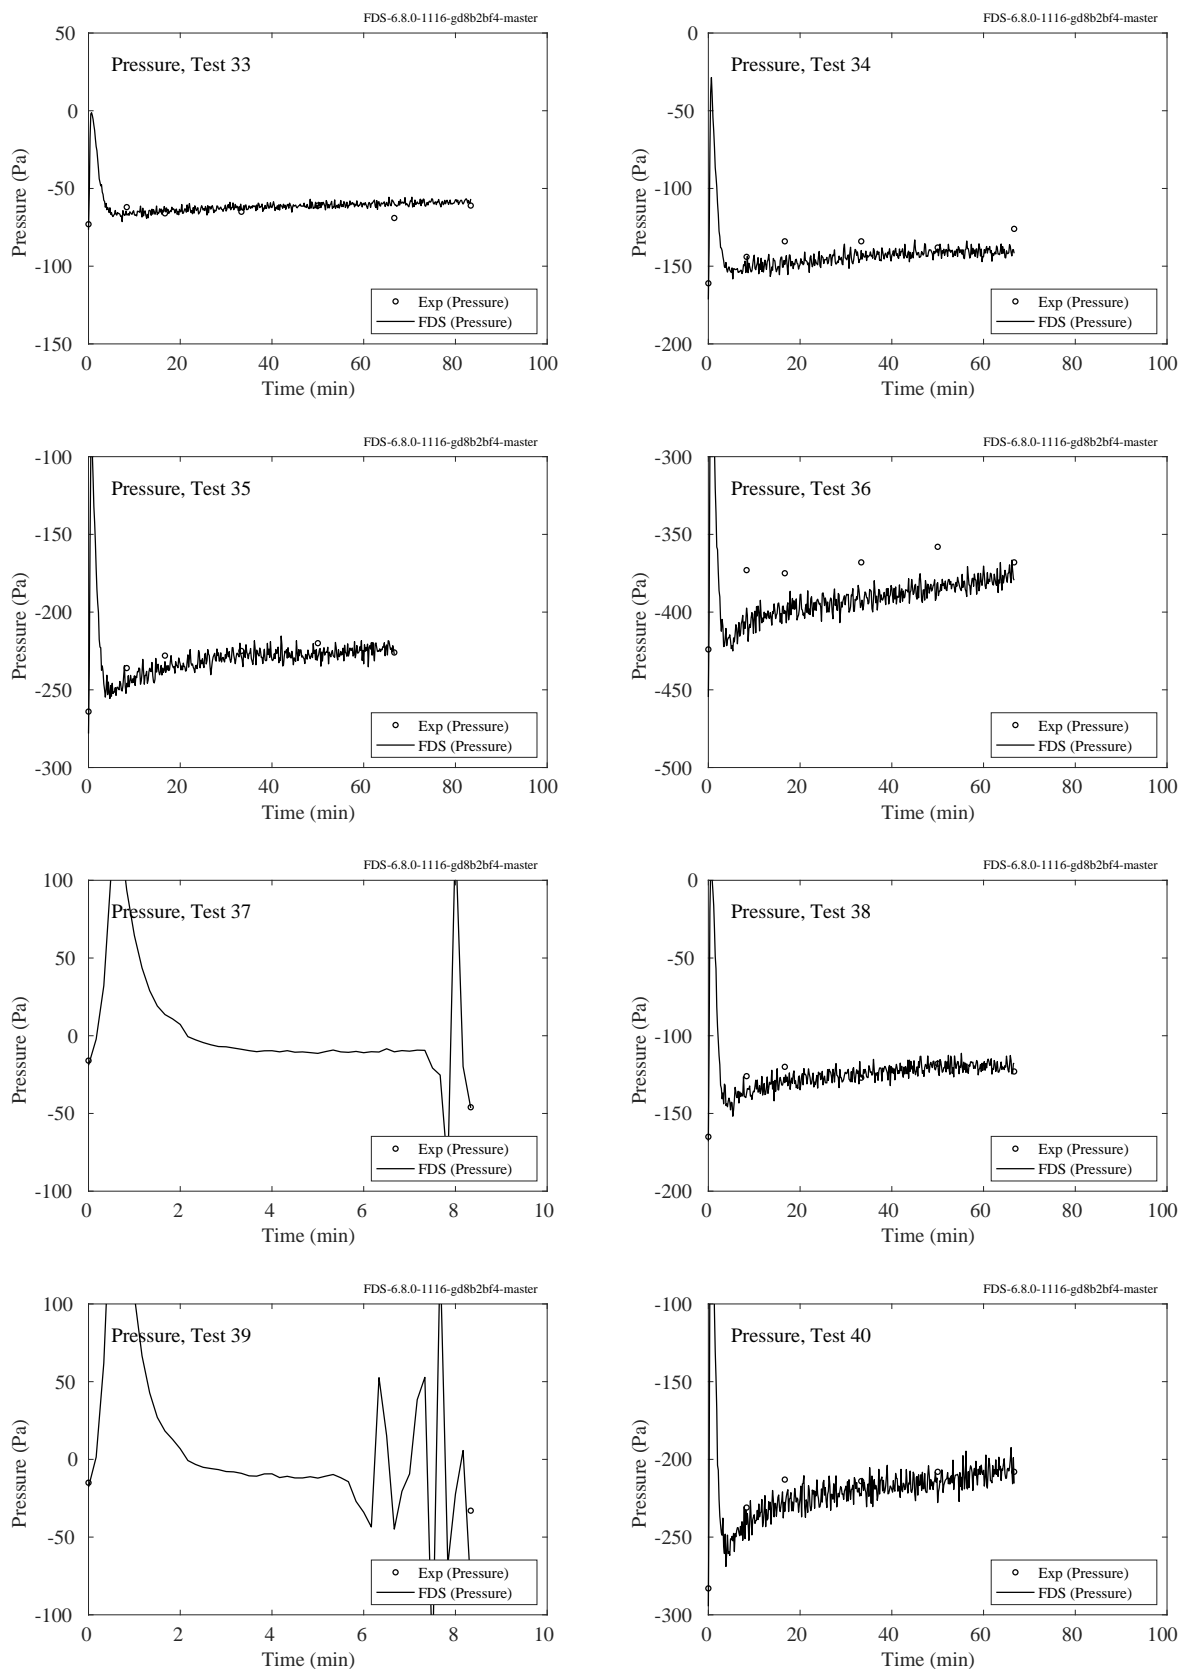 FDS-6.8.0-1116-gd8b2bf4-master
Pressure, Test 33
Pressure (Pa)
50
0
-50
-100
-150
0 20 40 60 80 100
Time (min)
Exp (Pressure)
FDS (Pressure)
FDS-6.8.0-1116-gd8b2bf4-master
Pressure, Test 34
Pressure (Pa)
0
-50
-100
-150
-200
0 20 40 60 80 100
Time (min)
Exp (Pressure)
FDS (Pressure)
FDS-6.8.0-1116-gd8b2bf4-master
Pressure, Test 35
Pressure (Pa)
-100
-150
-200
-250
-300
0 20 40 60 80 100
Time (min)
Exp (Pressure)
FDS (Pressure)
FDS-6.8.0-1116-gd8b2bf4-master
Pressure, Test 36
Pressure (Pa)
-300
-350
-400
-450
-500
0 20 40 60 80 100
Time (min)
Exp (Pressure)
FDS (Pressure)
FDS-6.8.0-1116-gd8b2bf4-master
Pressure, Test 37
Pressure (Pa)
100
50
0
-50
-100
0 2 4 6 8 10
Time (min)
Exp (Pressure)
FDS (Pressure)
FDS-6.8.0-1116-gd8b2bf4-master
Pressure, Test 38
Pressure (Pa)
0
-50
-100
-150
-200
0 20 40 60 80 100
Time (min)
Exp (Pressure)
FDS (Pressure)
FDS-6.8.0-1116-gd8b2bf4-master
Pressure, Test 39
Pressure (Pa)
100
50
0
-50
-100
0 2 4 6 8 10
Time (min)
Exp (Pressure)
FDS (Pressure)
FDS-6.8.0-1116-gd8b2bf4-master
Pressure, Test 40
Pressure (Pa)
-100
-150
-200
-250
-300
0 20 40 60 80 100
Time (min)
Exp (Pressure)
FDS (Pressure)